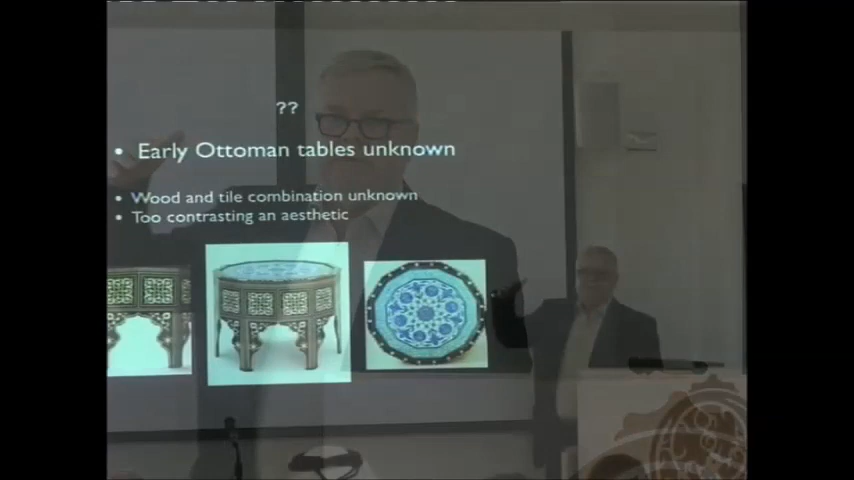 ??
• Early Ottoman tables unknown
• Wood and tile combination unknown
• Too contrasting an aesthetic